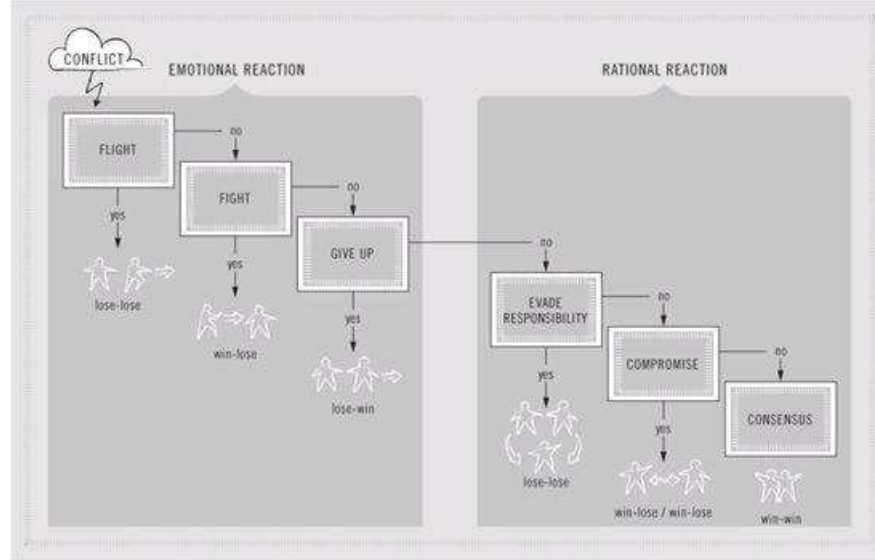 CONFLICT
EMOTIONAL REACTION
RATIONAL REACTION
FLIGHT
no
yes
lose-lose
FIGHT
no
yes
win-lose
GIVE UP
no
yes
lose-win
EVADE
RESPONSIBILITY
no
yes
lose-lose
COMPROMISE
no
yes
win-lose / win-lose
CONSENSUS
win-win